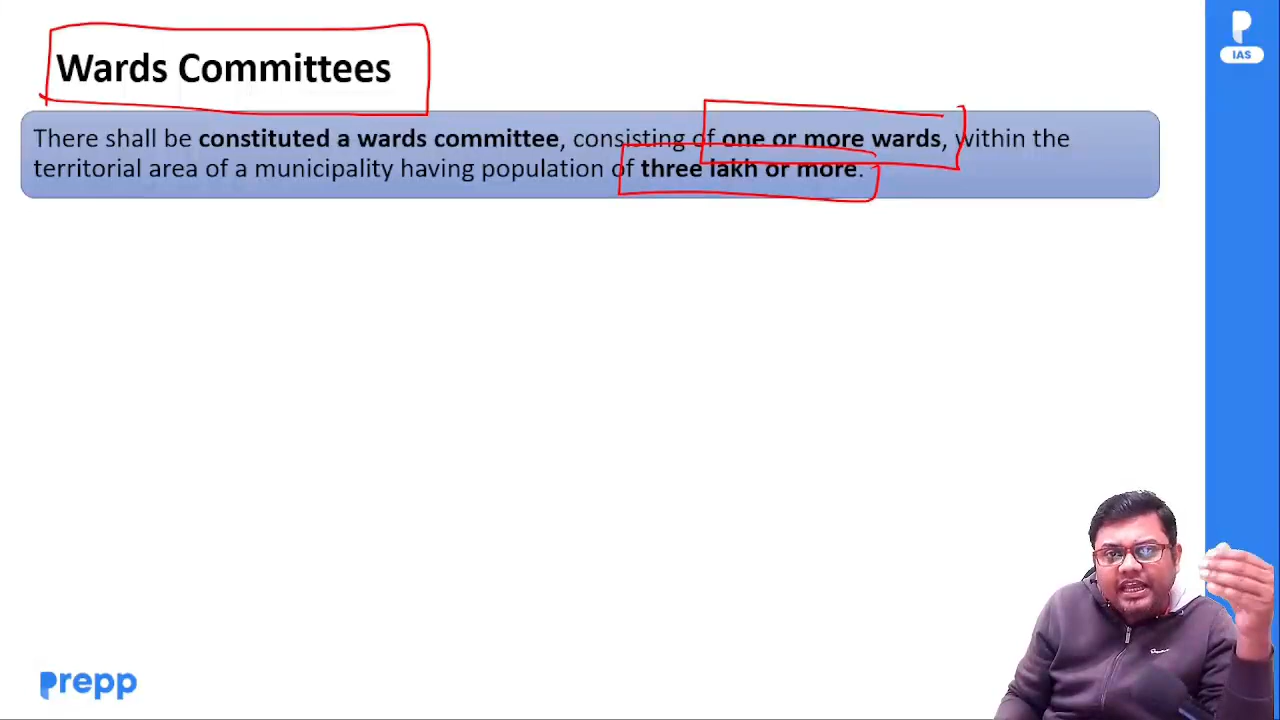 Wards Committees
There shall be constituted a wards committee, consisting of one or more wards, within the
territorial area of a municipality having population of three lakh or more.
IAS
prepp